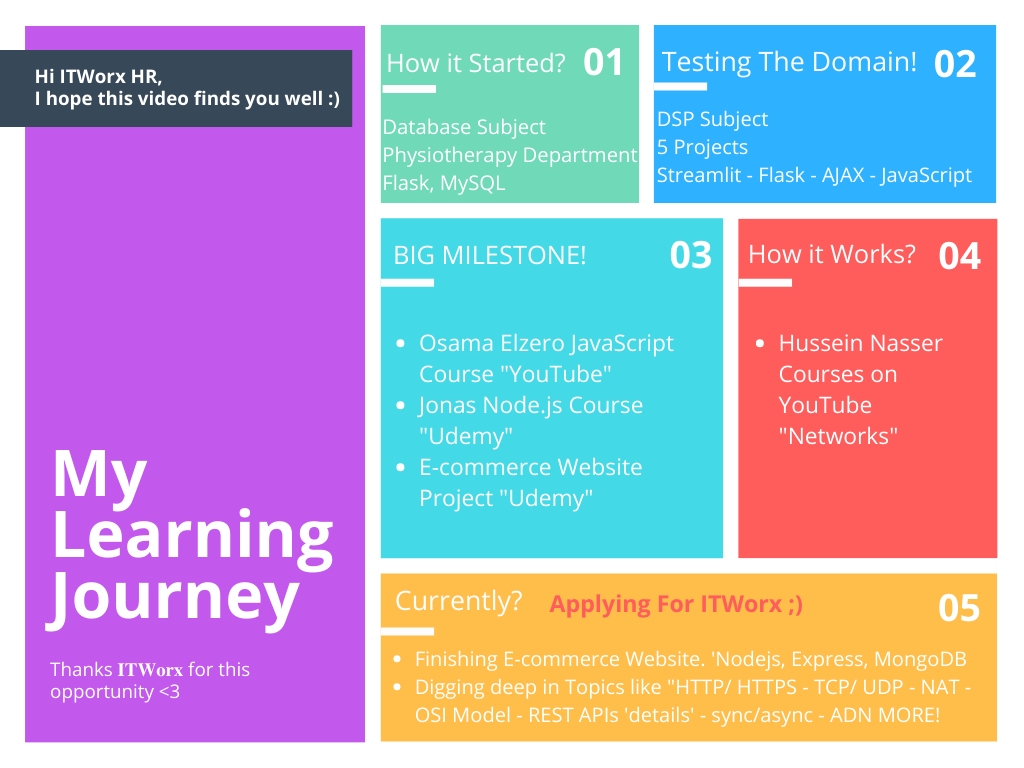 Hi ITWorx HR,
I hope this video finds you well :)
My
Learning
Journey
Thanks ITWorx for this
opportunity <3
How it Started? 01
Database Subject
Physiotherapy Department
Flask, MySQL
Testing The Domain! 02
DSP Subject
5 Projects
Streamlit - Flask - AJAX - JavaScript
BIG MILESTONE! 03
• Osama Elzero JavaScript
Course "YouTube"
• Jonas Node.js Course
"Udemy"
• E-commerce Website
Project "Udemy"
How it Works? 04
• Hussein Nasser
Courses on
YouTube
"Networks"
Currently? Applying For ITWorx ;) 05
• Finishing E-commerce Website. 'Nodejs, Express, MongoDB
• Digging deep in Topics like "HTTP/ HTTPS - TCP/ UDP - NAT -
OSI Model - REST APIs 'details' - sync/async - ADN MORE!